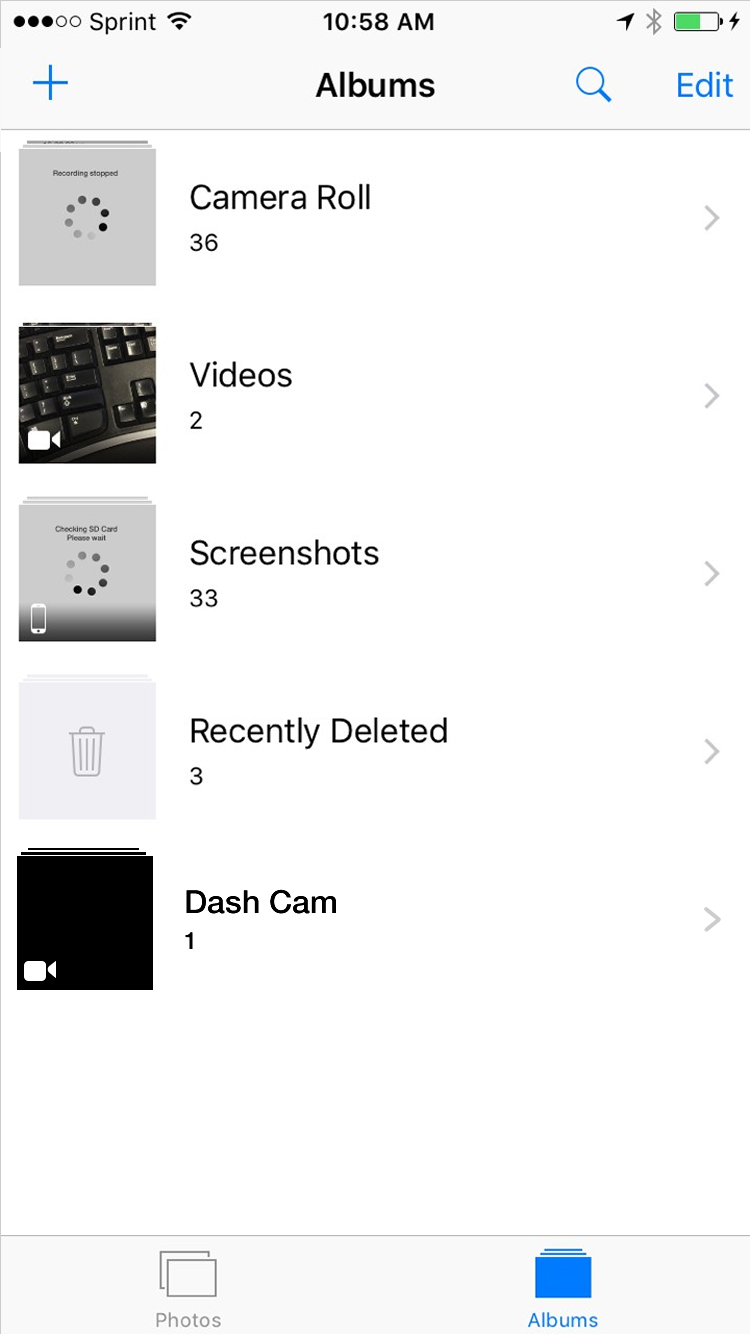 Sprint 10:58 AM
Albums Edit
Recording stopped
Camera Roll
36
Videos
2
Checking SD Card
Please wait
Screenshots
33
Recently Deleted
3
Dash Cam
1
Photos Albums